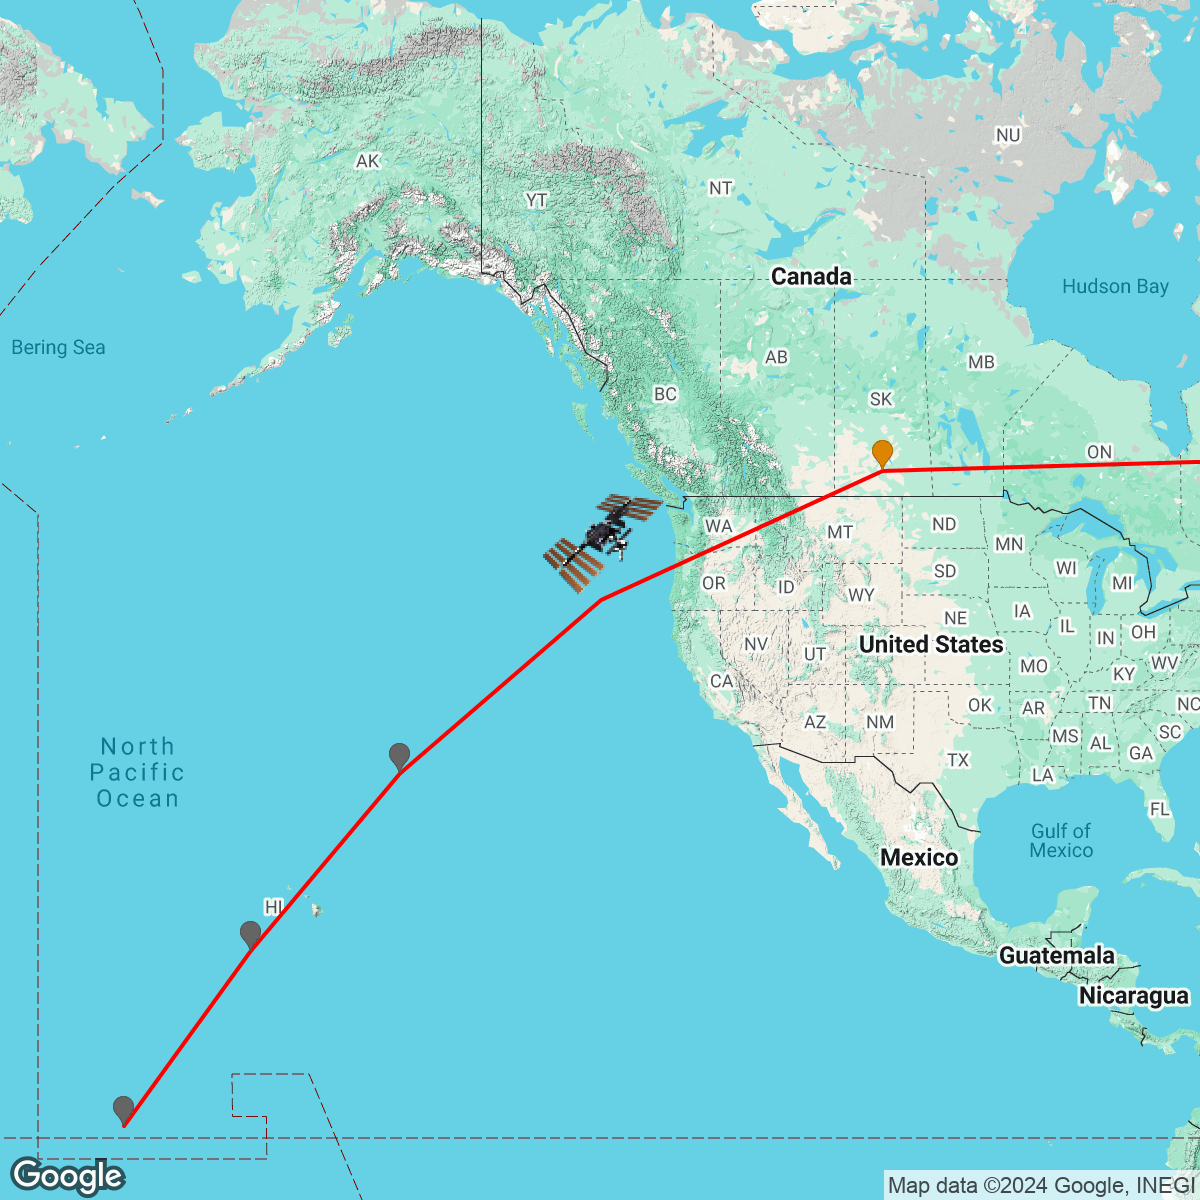 NU
AK
NT
YT
Canada
Hudson Bay
Bering Sea
AB
MB
BC
SK
ON
WA
MT
ND
MN
OR
ID
WY
SD
WI
MI
NE
IA
IL
IN
OH
NV
UT
United States
MO
KY
WV
CA
OK
AR
TN
NC
AZ
NM
MS
AL
SC
GA
TX
LA
FL
North
Pacific
Ocean
Gulf of
Mexico
Mexico
HI
Guatemala
Nicaragua
Google
Map data ©2024 Google, INEGI